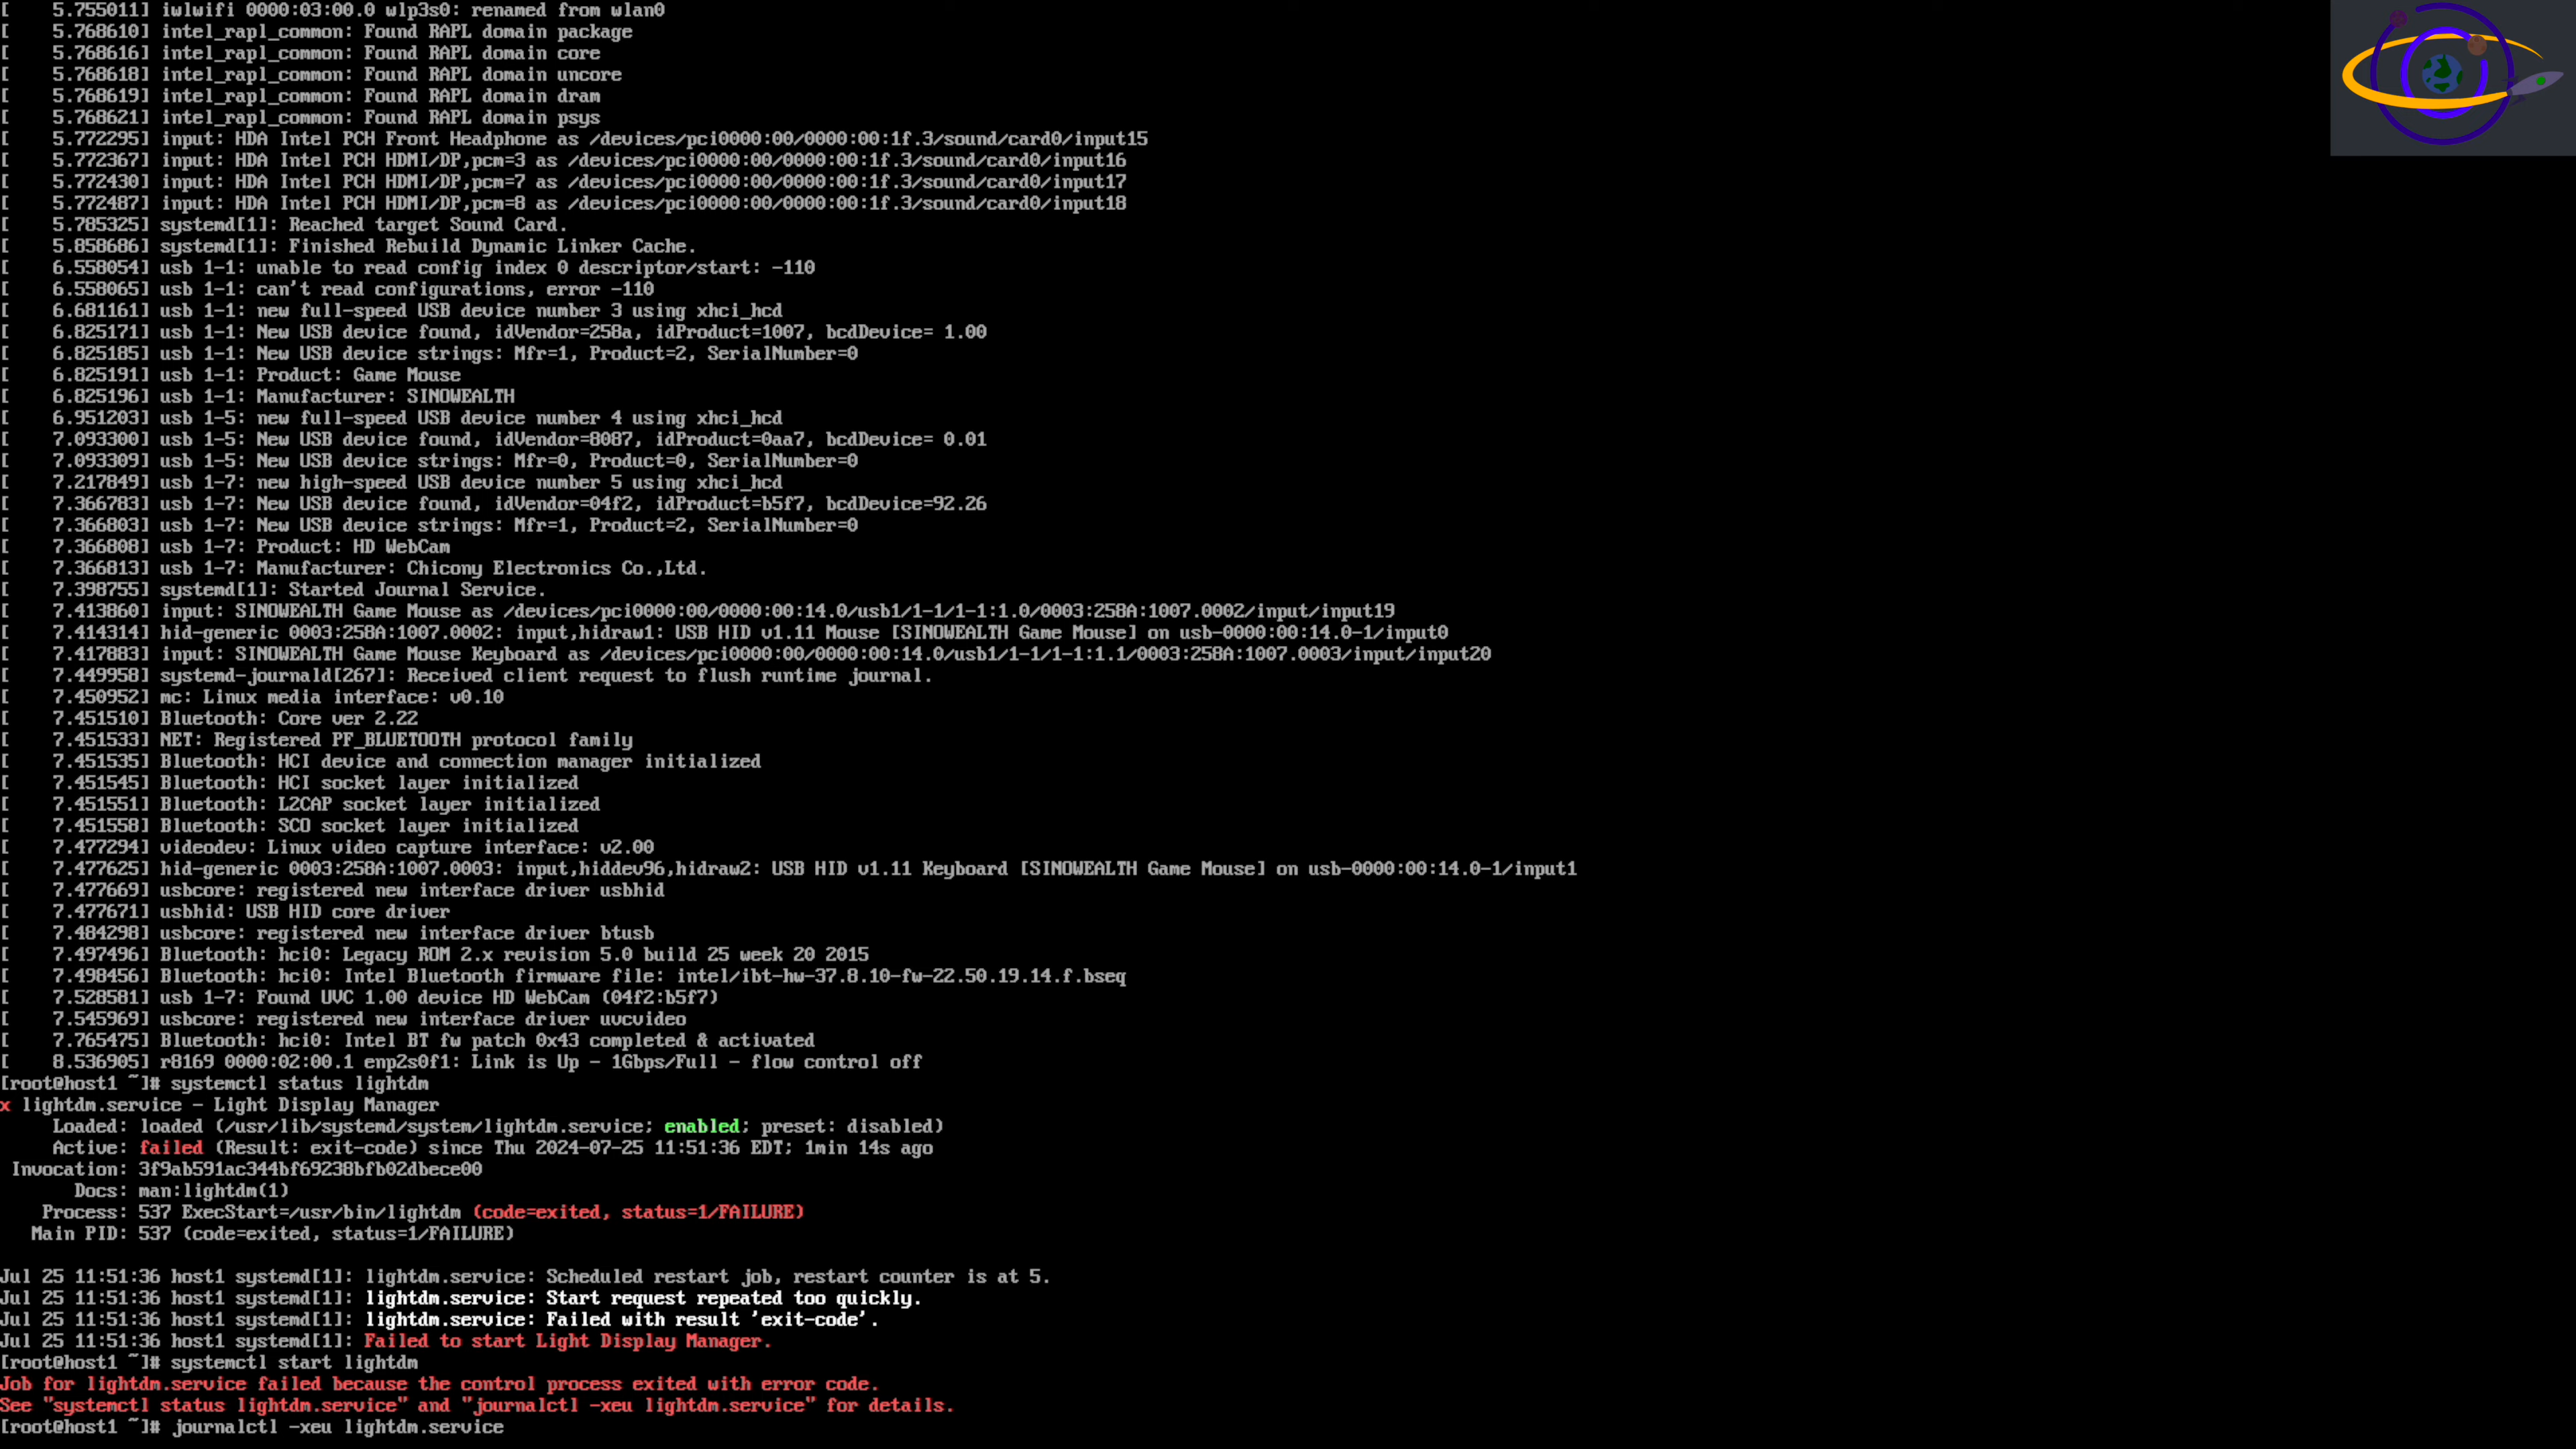 [    5.755011] iwlwifi 0000:03:00.0 wlp3s0: renamed from wlan0
[    5.768610] intel_rapl_common: Found RAPL domain package
[    5.768616] intel_rapl_common: Found RAPL domain core
[    5.768618] intel_rapl_common: Found RAPL domain uncore
[    5.768619] intel_rapl_common: Found RAPL domain dram
[    5.768621] intel_rapl_common: Found RAPL domain psys
[    5.772295] input: HDA Intel PCH Front Headphone as /devices/pci0000:00/0000:00:1f.3/sound/card0/input15
[    5.772367] input: HDA Intel PCH HDMI/DP,pcm=3 as /devices/pci0000:00/0000:00:1f.3/sound/card0/input16
[    5.772430] input: HDA Intel PCH HDMI/DP,pcm=7 as /devices/pci0000:00/0000:00:1f.3/sound/card0/input17
[    5.772487] input: HDA Intel PCH HDMI/DP,pcm=8 as /devices/pci0000:00/0000:00:1f.3/sound/card0/input18
[    5.785325] systemd[1]: Reached target Sound Card.
[    5.858686] systemd[1]: Finished Rebuild Dynamic Linker Cache.
[    6.558054] usb 1-1: unable to read config index 0 descriptor/start: -110
[    6.558065] usb 1-1: can't read configurations, error -110
[    6.681161] usb 1-1: new full-speed USB device number 3 using xhci_hcd
[    6.825171] usb 1-1: New USB device found, idVendor=258a, idProduct=1007, bcdDevice= 1.00
[    6.825185] usb 1-1: New USB device strings: Mfr=1, Product=2, SerialNumber=0
[    6.825191] usb 1-1: Product: Game Mouse
[    6.825196] usb 1-1: Manufacturer: SINOWEALTH
[    6.951203] usb 1-5: new full-speed USB device number 4 using xhci_hcd
[    7.093300] usb 1-5: New USB device found, idVendor=8087, idProduct=0aa7, bcdDevice= 0.01
[    7.093309] usb 1-5: New USB device strings: Mfr=0, Product=0, SerialNumber=0
[    7.217849] usb 1-7: new high-speed USB device number 5 using xhci_hcd
[    7.366783] usb 1-7: New USB device found, idVendor=04f2, idProduct=b5f7, bcdDevice=92.26
[    7.366803] usb 1-7: New USB device strings: Mfr=1, Product=2, SerialNumber=0
[    7.366808] usb 1-7: Product: HD WebCam
[    7.366813] usb 1-7: Manufacturer: Chicony Electronics Co.,Ltd.
[    7.398755] systemd[1]: Started Journal Service.
[    7.413860] input: SINOWEALTH Game Mouse as /devices/pci0000:00/0000:00:14.0/usb1/1-1/1-1:1.0/0003:258A:1007.0002/input/input19
[    7.414314] hid-generic 0003:258A:1007.0002: input,hidraw1: USB HID v1.11 Mouse [SINOWEALTH Game Mouse] on usb-0000:00:14.0-1/input0
[    7.417883] input: SINOWEALTH Game Mouse Keyboard as /devices/pci0000:00/0000:00:14.0/usb1/1-1/1-1:1.1/0003:258A:1007.0003/input/input20
[    7.449958] systemd-journald[267]: Received client request to flush runtime journal.
[    7.450952] mc: Linux media interface: v0.10
[    7.451510] Bluetooth: Core ver 2.22
[    7.451533] NET: Registered PF_BLUETOOTH protocol family
[    7.451535] Bluetooth: HCI device and connection manager initialized
[    7.451545] Bluetooth: HCI socket layer initialized
[    7.451551] Bluetooth: L2CAP socket layer initialized
[    7.451558] Bluetooth: SCO socket layer initialized
[    7.477294] videodev: Linux video capture interface: v2.00
[    7.477625] hid-generic 0003:258A:1007.0003: input,hiddev96,hidraw2: USB HID v1.11 Keyboard [SINOWEALTH Game Mouse] on usb-0000:00:14.0-1/input1
[    7.477669] usbcore: registered new interface driver usbhid
[    7.477671] usbhid: USB HID core driver
[    7.484298] usbcore: registered new interface driver btusb
[    7.497496] Bluetooth: hci0: Legacy ROM 2.x revision 5.0 build 25 week 20 2015
[    7.498456] Bluetooth: hci0: Intel Bluetooth firmware file: intel/ibt-hw-37.8.10-fw-22.50.19.14.f.bseq
[    7.528581] usb 1-7: Found UVC 1.00 device HD WebCam (04f2:b5f7)
[    7.545969] usbcore: registered new interface driver uvcvideo
[    7.765475] Bluetooth: hci0: Intel BT fw patch 0x43 completed & activated
[    8.536905] r8169 0000:02:00.1 enp2s0f1: Link is Up - 1Gbps/Full - flow control off
[root@host1 ~]# systemctl status lightdm
x lightdm.service - Light Display Manager
     Loaded: loaded (/usr/lib/systemd/system/lightdm.service; enabled; preset: disabled)
     Active: failed (Result: exit-code) since Thu 2024-07-25 11:51:36 EDT; 1min 14s ago
 Invocation: 3f9ab591ac344bf69238bfb02dbece00
       Docs: man:lightdm(1)
    Process: 537 ExecStart=/usr/bin/lightdm (code=exited, status=1/FAILURE)
   Main PID: 537 (code=exited, status=1/FAILURE)
Jul 25 11:51:36 host1 systemd[1]: lightdm.service: Scheduled restart job, restart counter is at 5.
Jul 25 11:51:36 host1 systemd[1]: lightdm.service: Start request repeated too quickly.
Jul 25 11:51:36 host1 systemd[1]: lightdm.service: Failed with result 'exit-code'.
Jul 25 11:51:36 host1 systemd[1]: Failed to start Light Display Manager.
[root@host1 ~]# systemctl start lightdm
Job for lightdm.service failed because the control process exited with error code.
See "systemctl status lightdm.service" and "journalctl -xeu lightdm.service" for details.
[root@host1 ~]# journalctl -xeu lightdm.service